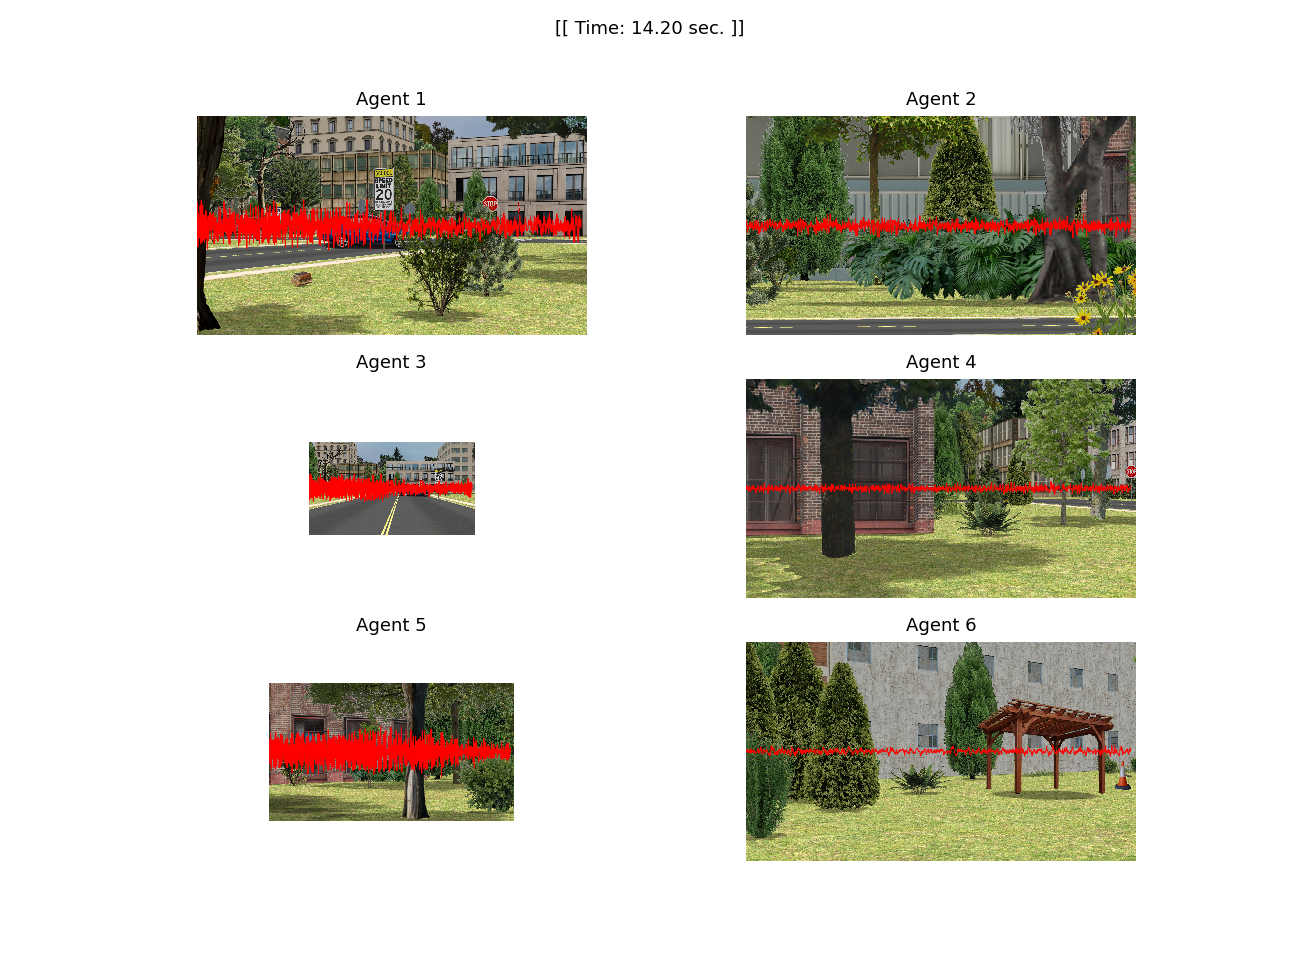 [[ Time: 14.20 sec. ]]
Agent 1
Agent 2
SPEED
LIMIT
20
STOP
Agent 3
Agent 4
STOP
Agent 5
Agent 6